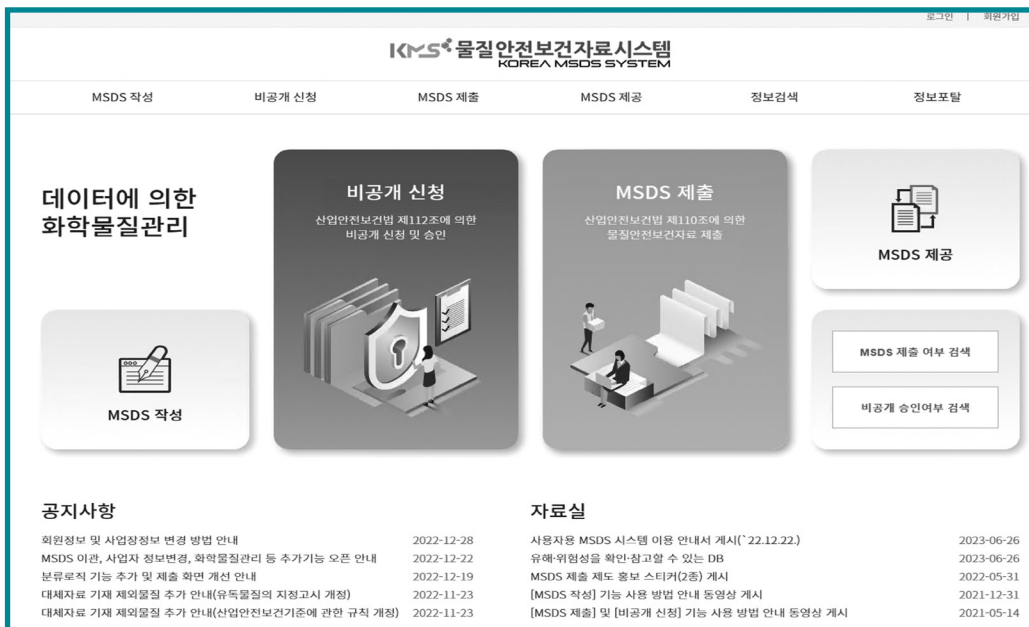 로그인 | 회원가입
KMS 물질안전보건자료시스템
KOREA MSDS SYSTEM
MSDS 작성 비공개 신청 MSDS 제출 MSDS 제공 정보검색 정보포탈
데이터에 의한
화학물질관리
MSDS 작성
비공개 신청
산업안전보건법 제112조에 의한
비공개 신청 및 승인
MSDS 제출
산업안전보건법 제110조에 의한
물질안전보건자료 제출
MSDS 제공
MSDS 제출 여부 검색
비공개 승인여부 검색
공지사항
회원정보 및 사업장정보 변경 방법 안내 2022-12-28
MSDS 이관, 사업자 정보변경, 화학물질관리 등 추가기능 오픈 안내 2022-12-22
분류로직 기능 추가 및 제출 화면 개선 안내 2022-12-19
대체자료 기재 제외물질 추가 안내(유독물질의 지정고시 개정) 2022-11-23
대체자료 기재 제외물질 추가 안내(산업안전보건기준에 관한 규칙 개정) 2022-11-23
자료실
사용자용 MSDS 시스템 이용 안내서 게시(`22.12.22.) 2023-06-26
유해·위험성을 확인·참고할 수 있는 DB 2023-06-26
MSDS 제출 제도 홍보 스티커(2종) 게시 2022-05-31
[MSDS 작성] 기능 사용 방법 안내 동영상 게시 2021-12-31
[MSDS 제출] 및 [비공개 신청] 기능 사용 방법 안내 동영상 게시 2021-05-14